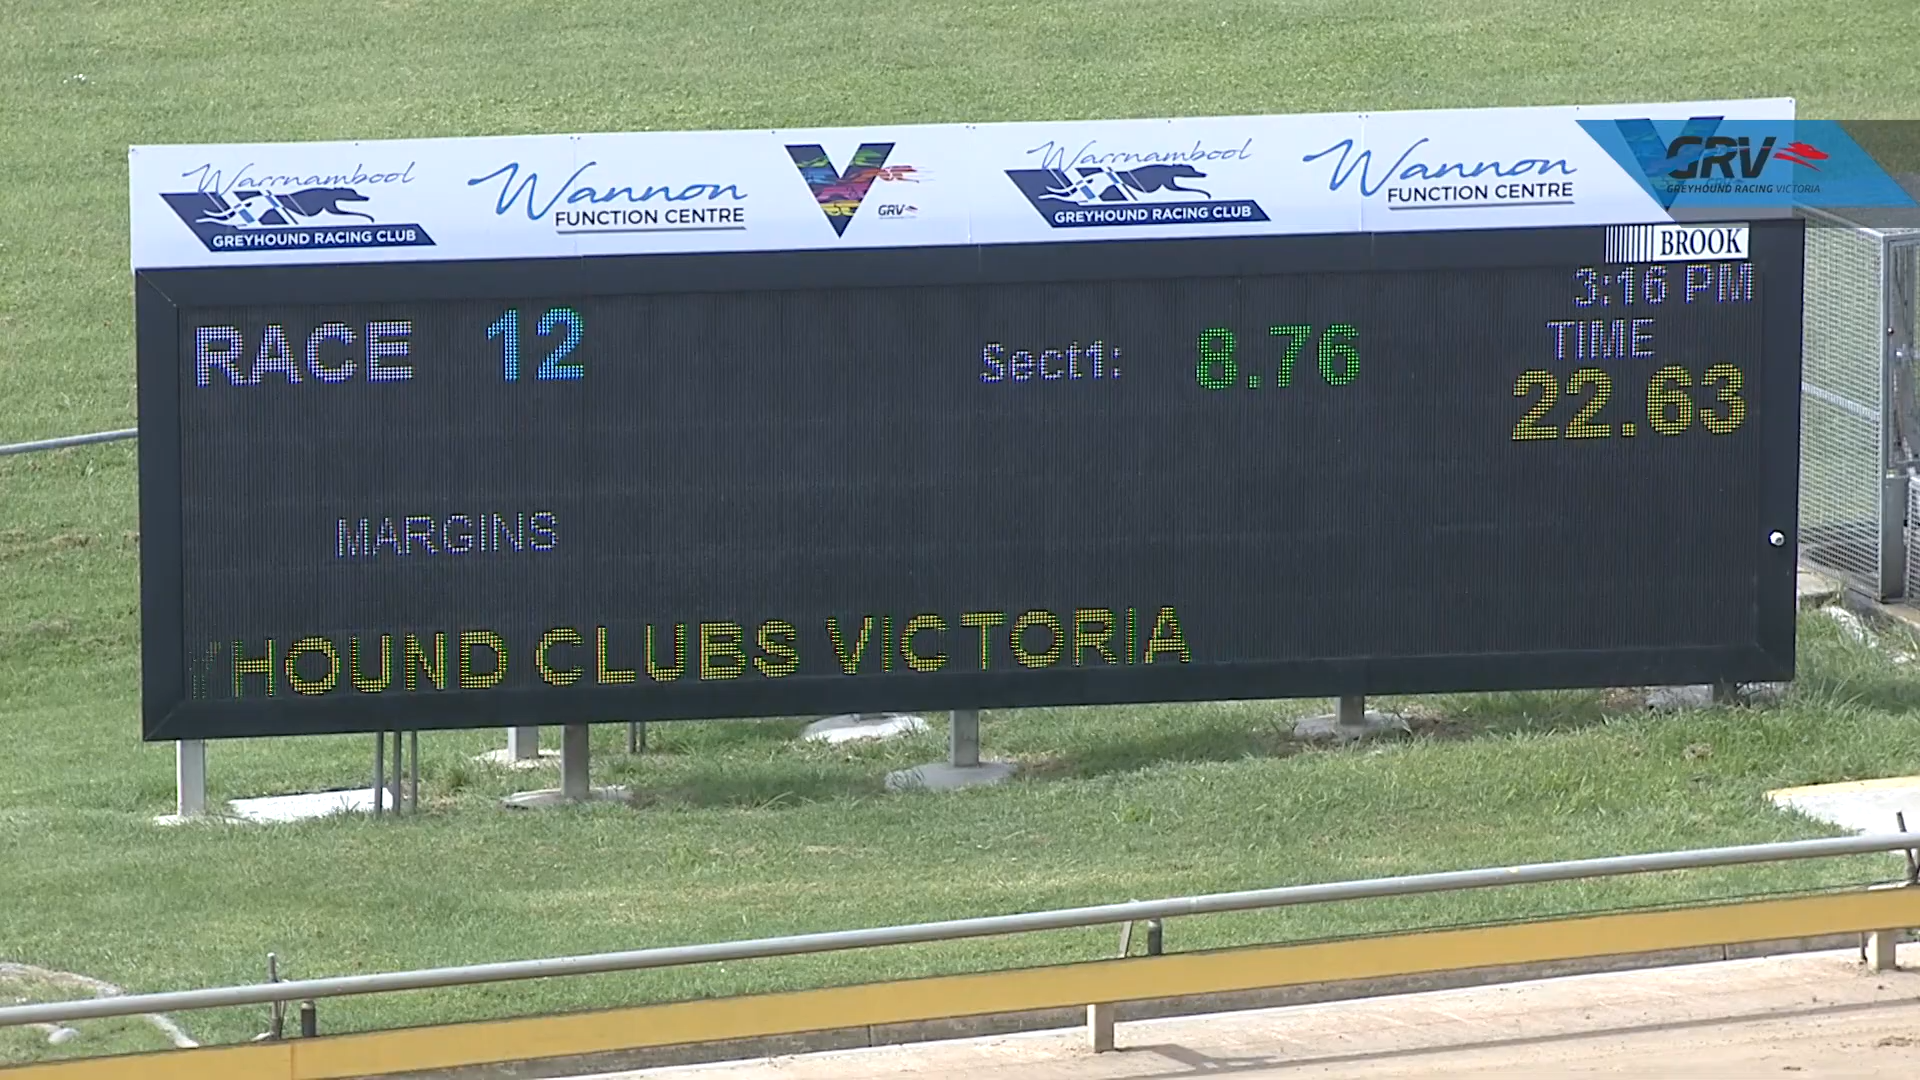 Warrnambool
GREYHOUND RACING CLUB
Wannon
FUNCTION CENTRE
V
GRV
Warrnambool
GREYHOUND RACING CLUB
Wannon
FUNCTION CENTRE
GRV
GREYHOUND RACING VICTORIA
BROOK
3:16 PM
RACE 12
Sect1: 8.76
TIME
22.63
MARGINS
YHOUND CLUBS VICTORIA